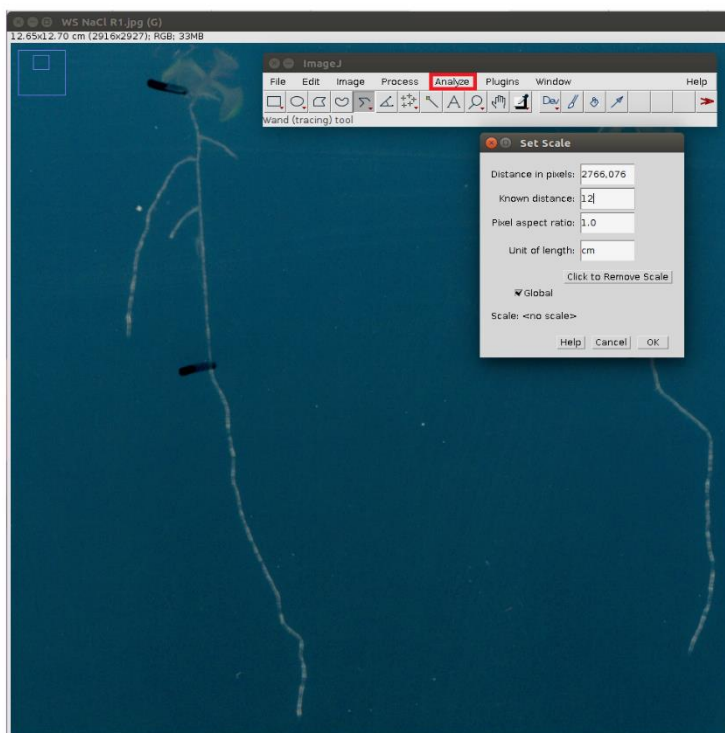 WS NaCl R1.jpg (G)
12.65x12.70 cm (2916x2927); RGB; 33MB
ImageJ
File Edit Image Process Analyze Plugins Window Help
A Dev
Wand (tracing) tool
Set Scale
Distance in pixels: 2766,076
Known distance: 12
Pixel aspect ratio: 1.0
Unit of length: cm
Click to Remove Scale
Global
Scale: <no scale>
Help Cancel OK